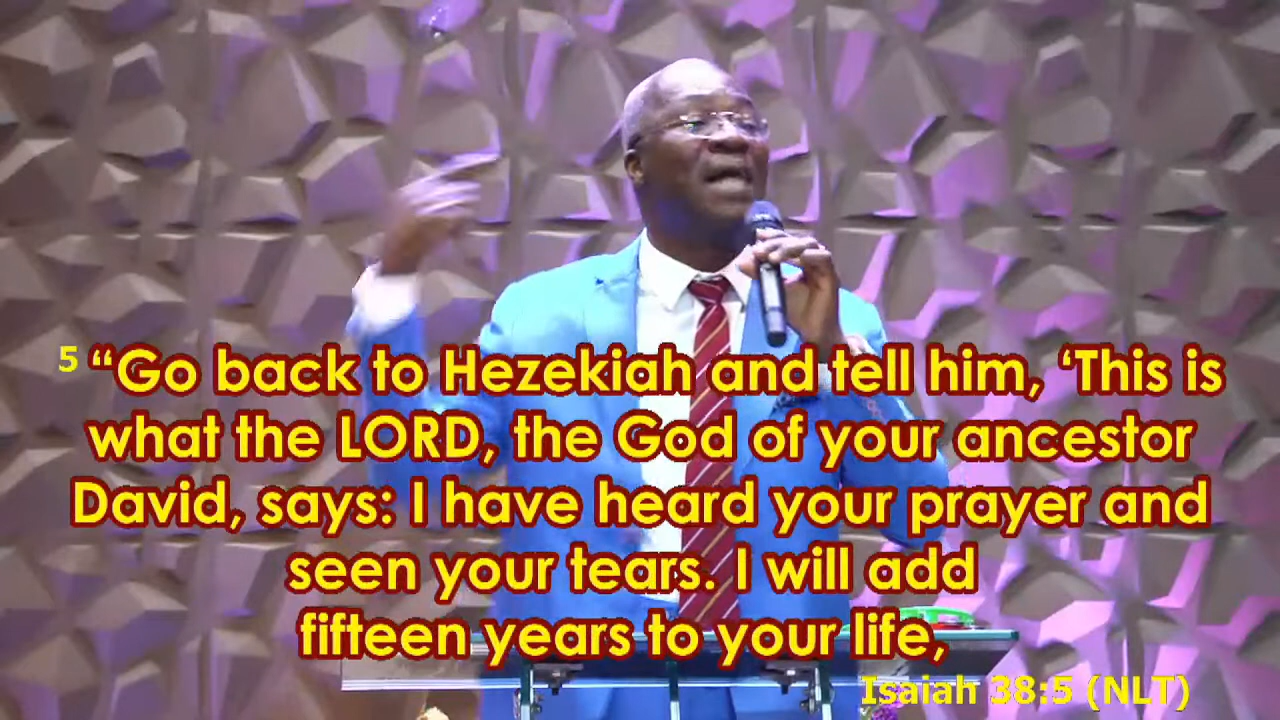 5 “Go back to Hezekiah and tell him, ‘This is
what the LORD, the God of your ancestor
David, says: I have heard your prayer and
seen your tears. I will add
fifteen years to your life,
Isaiah 38:5 (NLT)